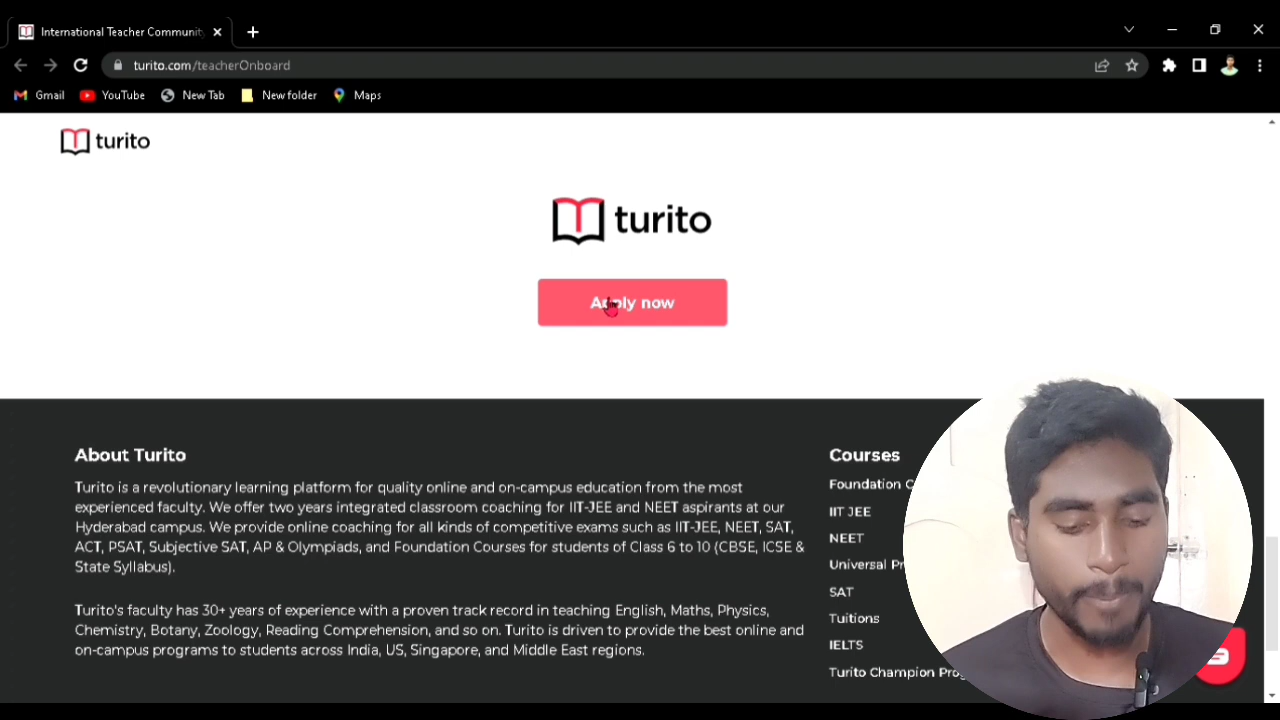 International Teacher Communit
turito.com/teacherOnboard
Gmail YouTube New Tab New folder Maps
turito
turito
Apply now
About Turito
Turito is a revolutionary learning platform for quality online and on-campus education from the most
experienced faculty. We offer two years integrated classroom coaching for IIT-JEE and NEET aspirants at our
Hyderabad campus. We provide online coaching for all kinds of competitive exams such as IIT-JEE, NEET, SAT,
ACT, PSAT, Subjective SAT, AP & Olympiads, and Foundation Courses for students of Class 6 to 10 (CBSE, ICSE &
State Syllabus).
Turito's faculty has 30+ years of experience with a proven track record in teaching English, Maths, Physics,
Chemistry, Botany, Zoology, Reading Comprehension, and so on. Turito is driven to provide the best online and
on-campus programs to students across India, US, Singapore, and Middle East regions.
Courses
Foundation C
IIT JEE
NEET
Universal Pr
SAT
Tuitions
IELTS
Turito Champion Prog